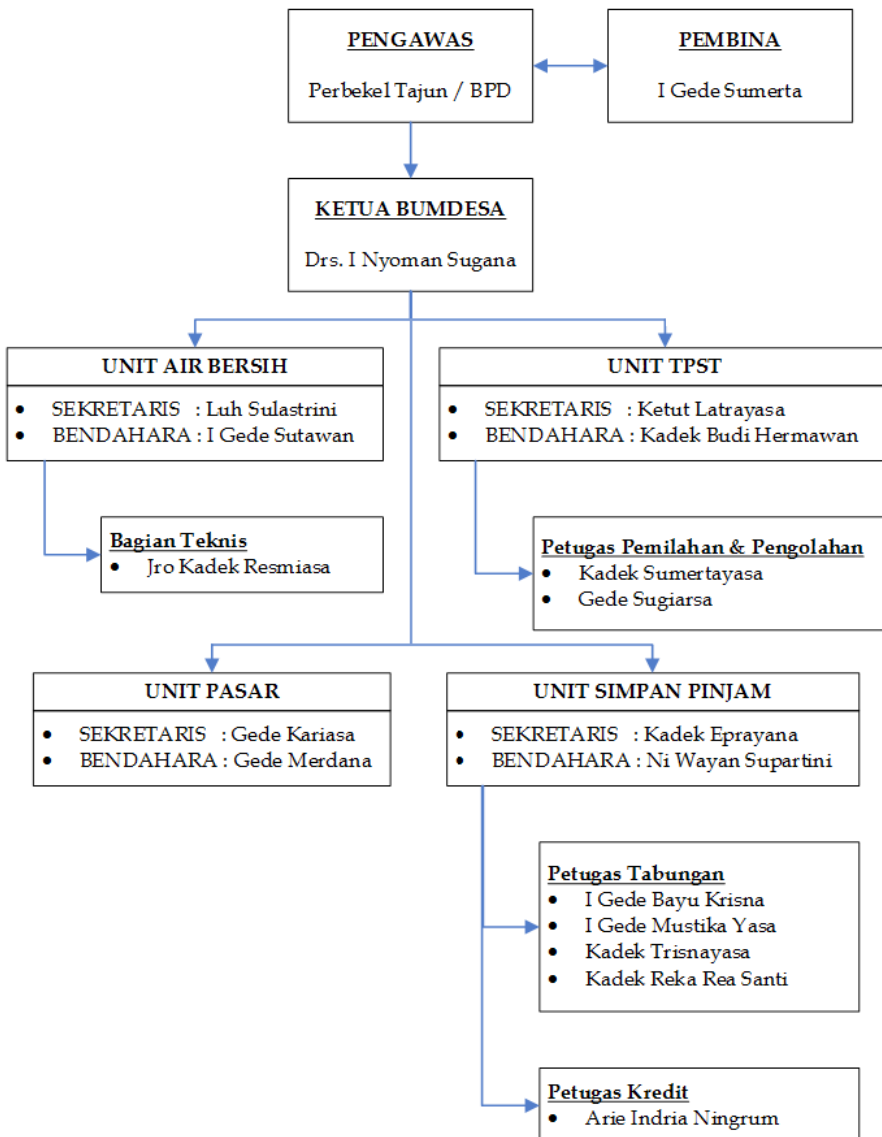 PENGAWAS
Perbekel Tajun / BPD
PEMBINA
I Gede Sumerta
KETUA BUMDESA
Drs. I Nyoman Sugana
UNIT AIR BERSIH
• SEKRETARIS : Luh Sulastrini
• BENDAHARA : I Gede Sutawan
UNIT TPST
• SEKRETARIS : Ketut Latrayasa
• BENDAHARA : Kadek Budi Hermawan
Bagian Teknis
• Jro Kadek Resmiasa
Petugas Pemilahan & Pengolahan
• Kadek Sumertayasa
• Gede Sugiarsa
UNIT PASAR
• SEKRETARIS : Gede Kariasa
• BENDAHARA : Gede Merdana
UNIT SIMPAN PINJAM
• SEKRETARIS : Kadek Eprayana
• BENDAHARA : Ni Wayan Supartini
Petugas Tabungan
• I Gede Bayu Krisna
• I Gede Mustika Yasa
• Kadek Trisnayasa
• Kadek Reka Rea Santi
Petugas Kredit
• Arie Indria Ningrum